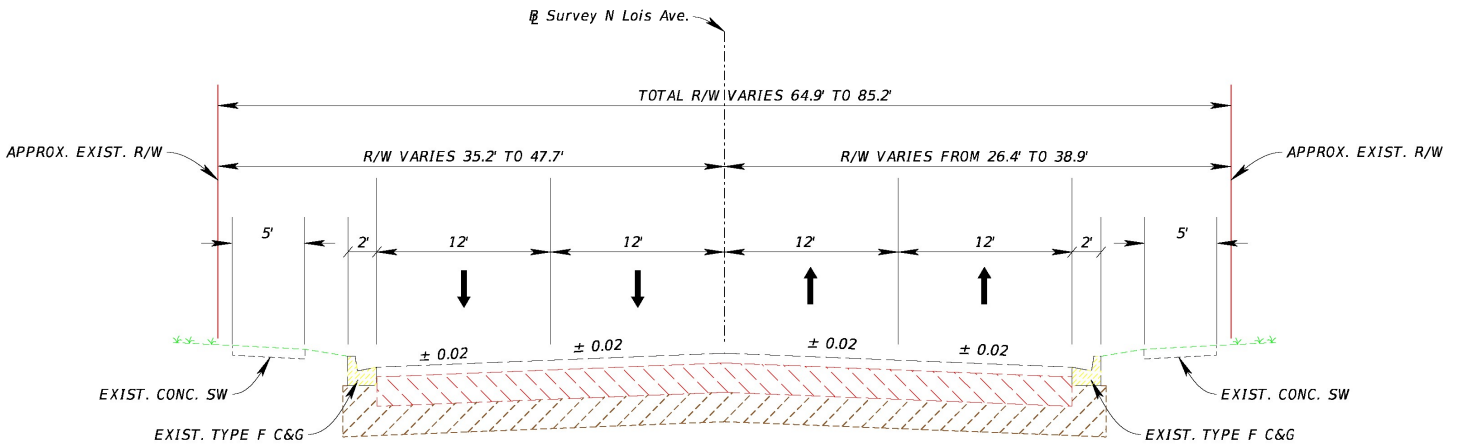 ℄ Survey N Lois Ave.
TOTAL R/W VARIES 64.9' TO 85.2'
APPROX. EXIST. R/W
R/W VARIES 35.2' TO 47.7'
R/W VARIES FROM 26.4' TO 38.9'
APPROX. EXIST. R/W
5'
2'
12'
12'
12'
12'
2'
5'
± 0.02
± 0.02
± 0.02
± 0.02
EXIST. CONC. SW
EXIST. CONC. SW
EXIST. TYPE F C&G
EXIST. TYPE F C&G